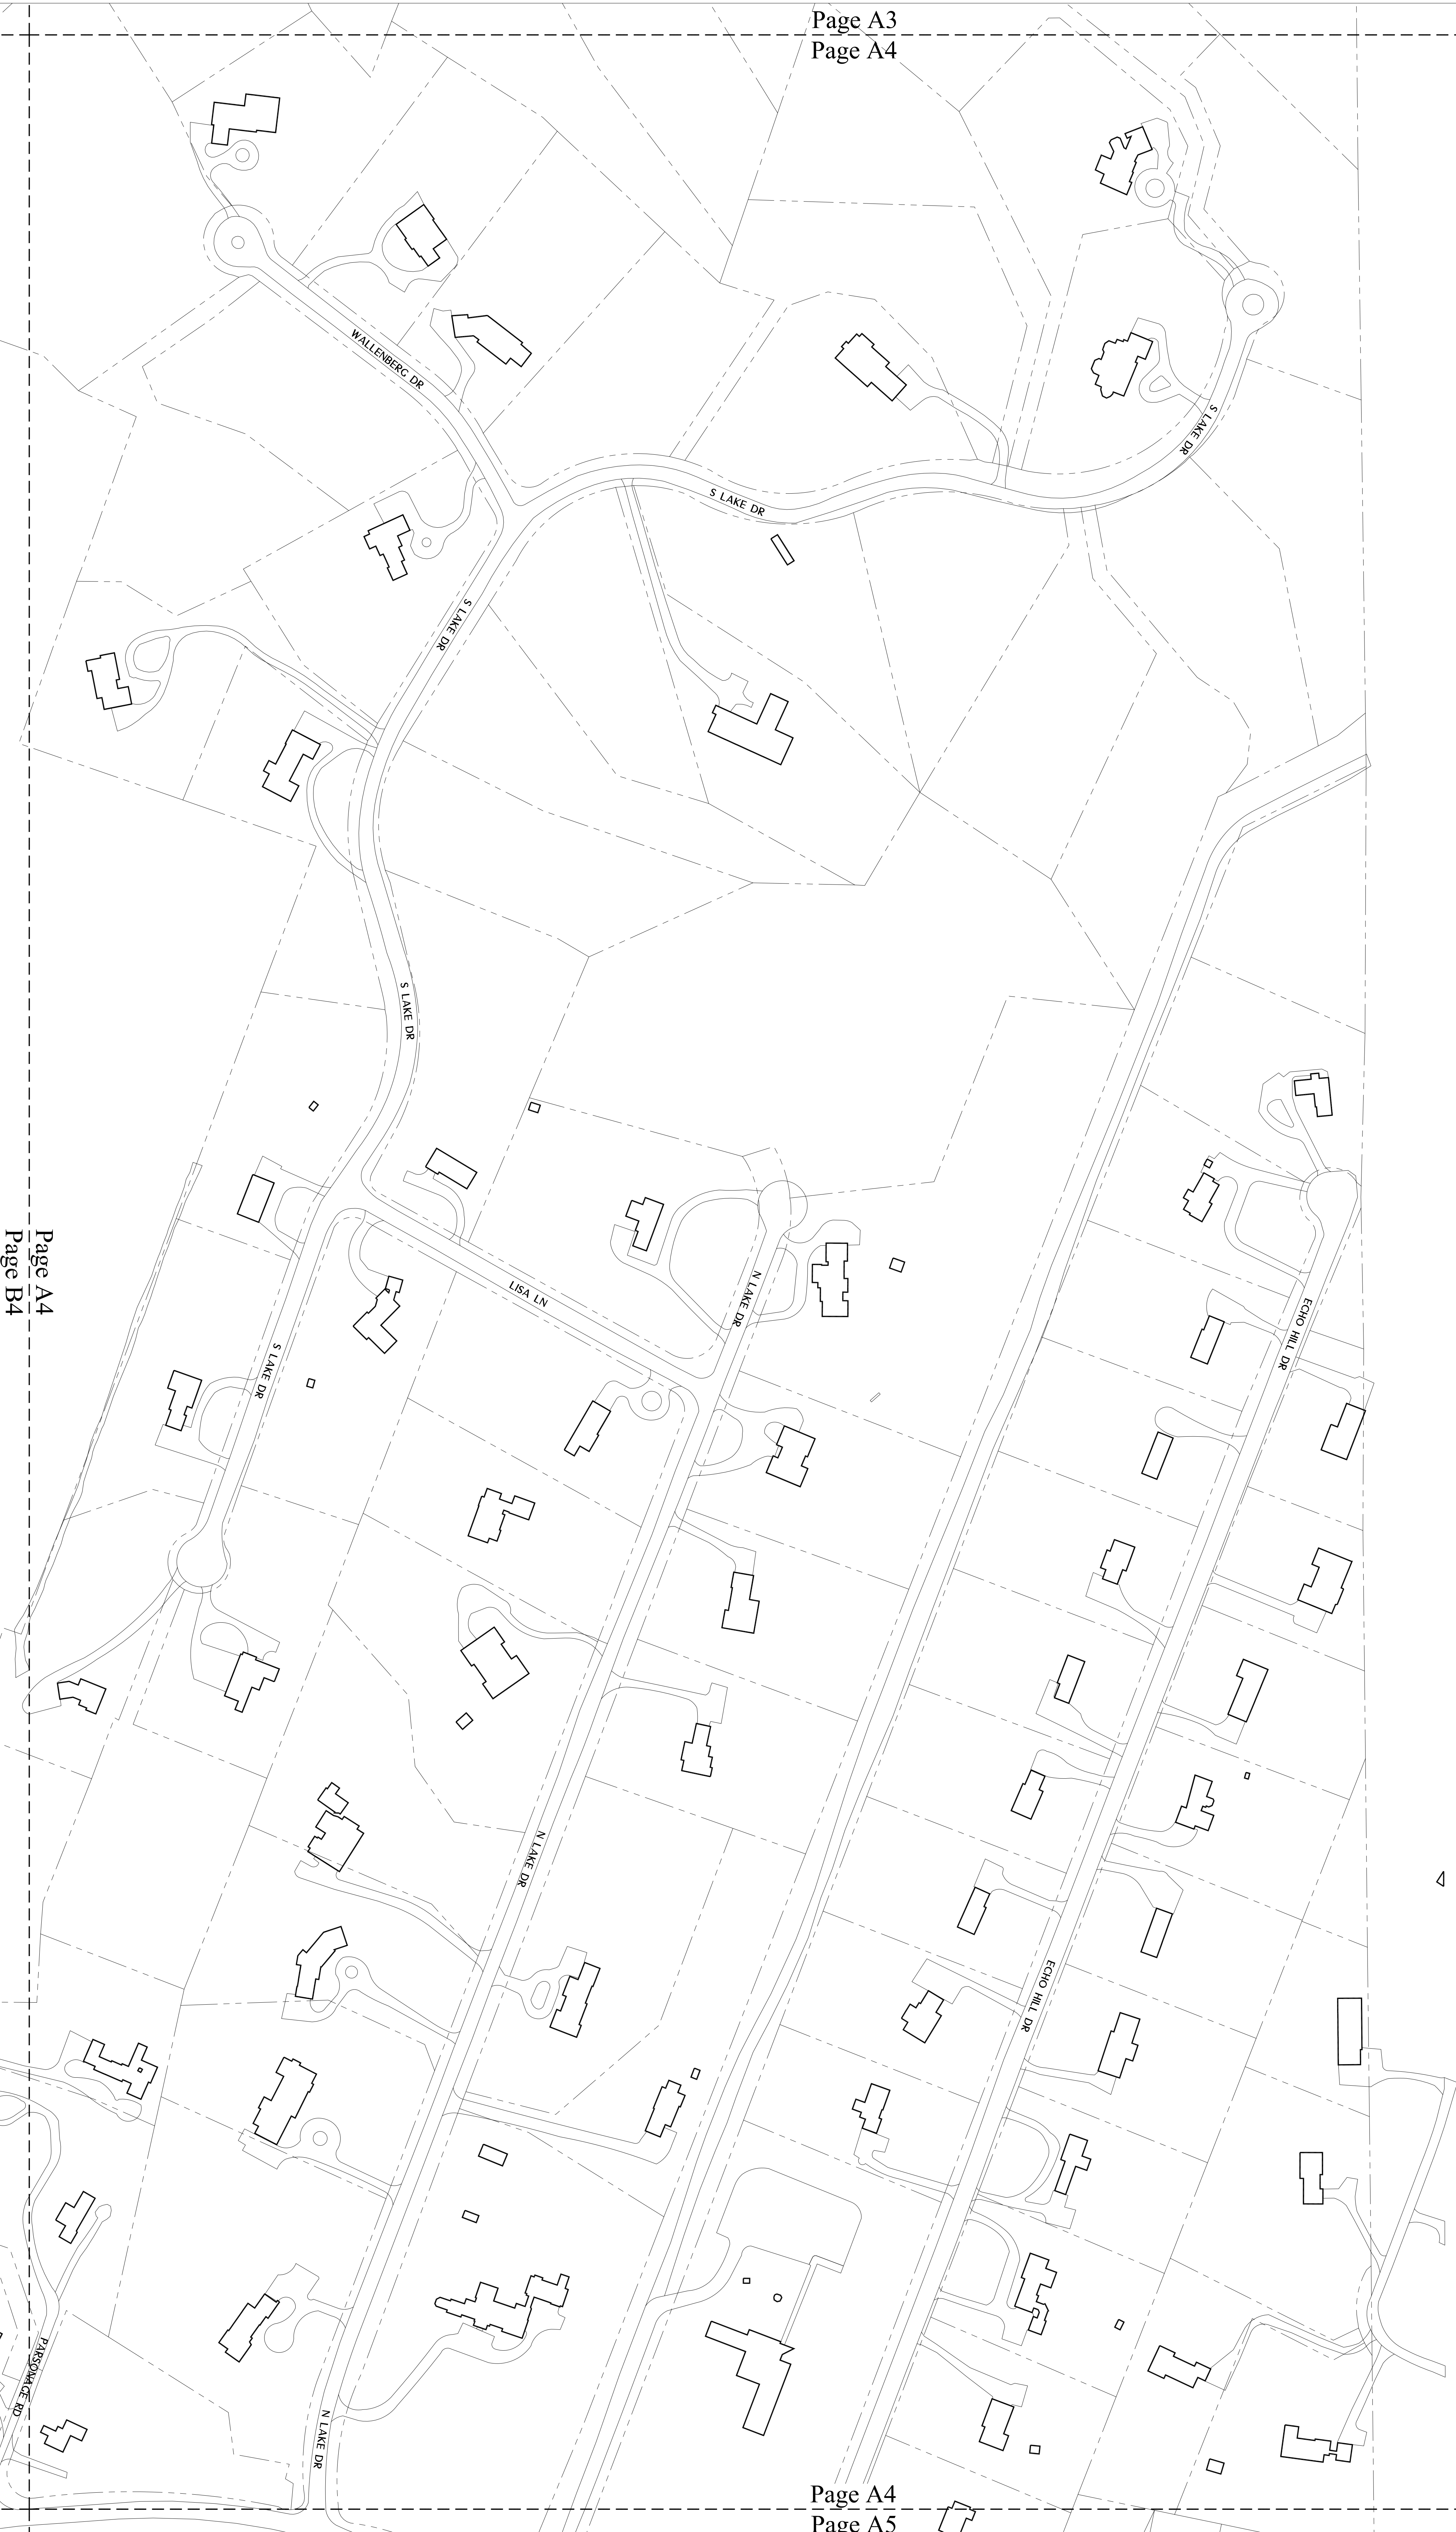 Page A3
Page A4
WALLENBERG DR
S LAKE DR
S LAKE DR
S LAKE DR
S LAKE DR
Page A4
Page B4
LISA LN
N LAKE DR
ECHO HILL DR
S LAKE DR
N LAKE DR
ECHO HILL DR
PARSONAGE RD
N LAKE DR
Page A4
Page A5